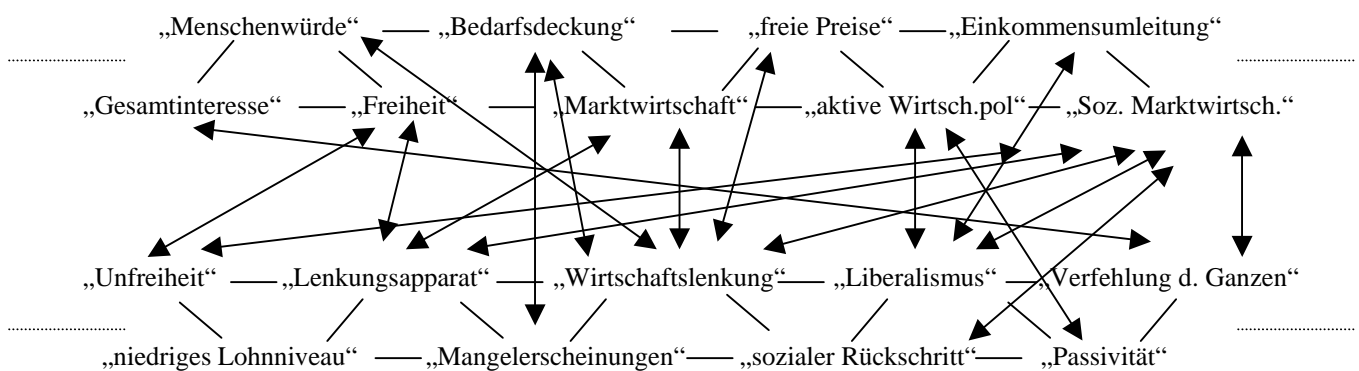 „Menschenwürde“ „Bedarfsdeckung“ „freie Preise“ „Einkommensumleitung“
„Gesamtinteresse“ „Freiheit“ „Marktwirtschaft“ „aktive Wirtsch.pol“ „Soz. Marktwirtsch.“
„Unfreiheit“ „Lenkungsapparat“ „Wirtschaftslenkung“ „Liberalismus“ „Verfehlung d. Ganzen“
„niedriges Lohnniveau“ „Mangelerscheinungen“ „sozialer Rückschritt“ „Passivität“